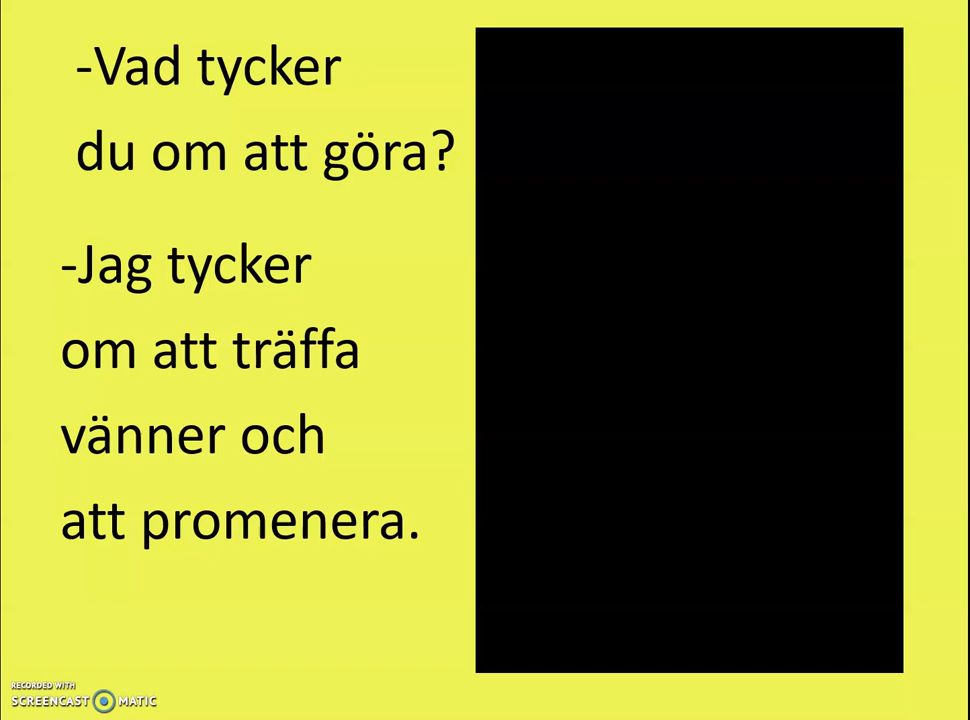 -Vad tycker
du om att göra?
-Jag tycker
om att träffa
vänner och
att promenera.
RECORDED WITH
SCREENCAST MATIC